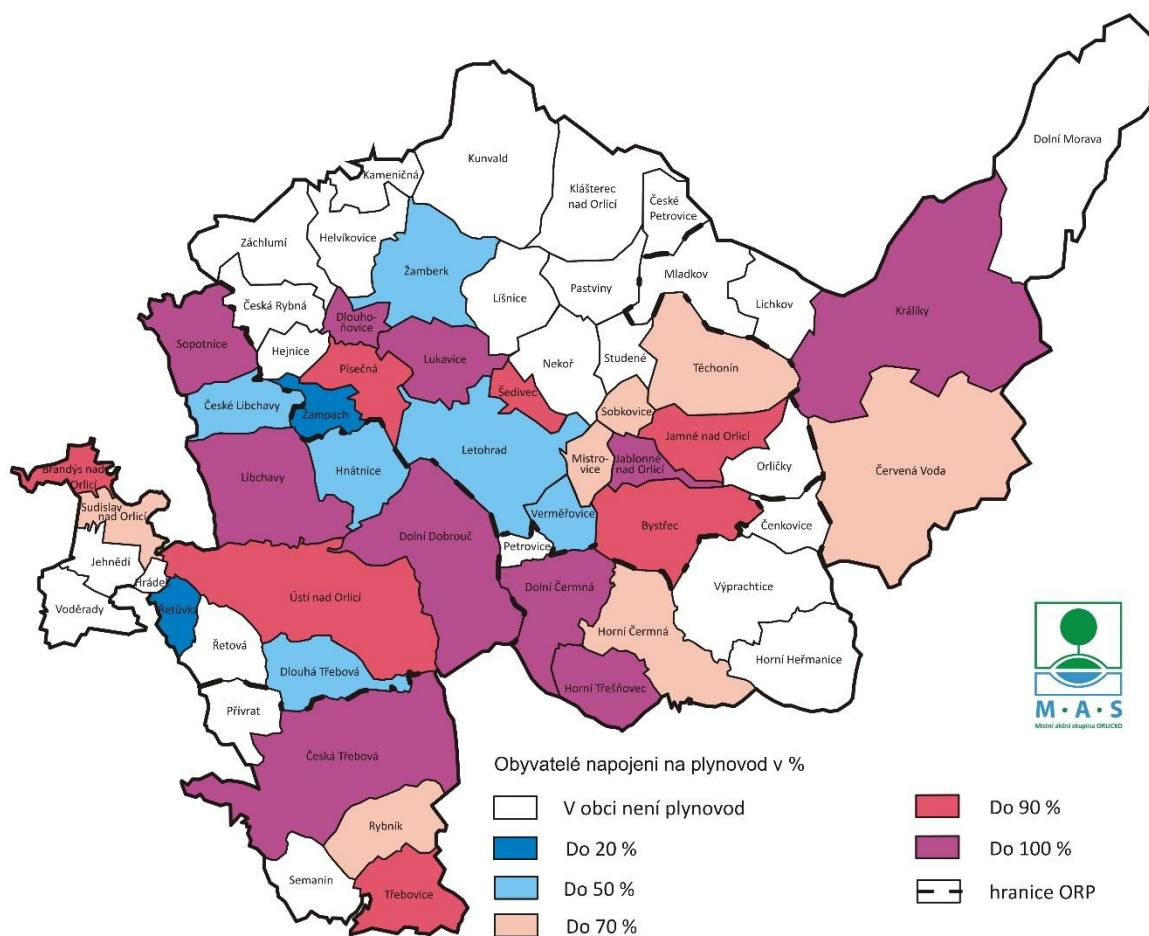 Dolní Morava
Kunvald
Kameničná
Klášterec
nad Orlicí
České
Petrovice
Helvíkovice
Záchlumí
Žamberk
Mladkov
Líšnice
Pastviny
Lichkov
Česká Rybná
Králíky
Dlouho-
ňovice
Sopotnice
Hejnice
Lukavice
Nekoř
Studené
Těchonín
Písečná
Šedivec
České Libchavy
Žampach
Sobkovice
Letohrad
Jamné nad Orlicí
Mistro-
vice
Jablonné
nad Orlicí
Orličky
Červená Voda
Brandýs nad
Orlicí
Libchavy
Hnátnice
Sudislav
nad Orlicí
Verměřovice
Bystřec
Čenkovice
Dolní Dobrouč
Petrovice
Jehnědí
Hrádek
Dolní Čermná
Výprachtice
Ústí nad Orlicí
Voděrady
Řetůvka
Horní Čermná
Řetová
Horní Heřmanice
Dlouhá Třebová
Horní Třešňovec
Přívrat
M·A·S
Místní akční skupina ORLICKO
Česká Třebová
Rybník
Semanín
Třebovice
Obyvatelé napojeni na plynovod v %
V obci není plynovod
Do 20 %
Do 50 %
Do 70 %
Do 90 %
Do 100 %
hranice ORP